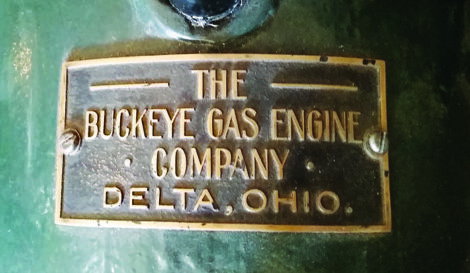 THE
BUCKEYE GAS ENGINE
COMPANY
DELTA, OHIO.